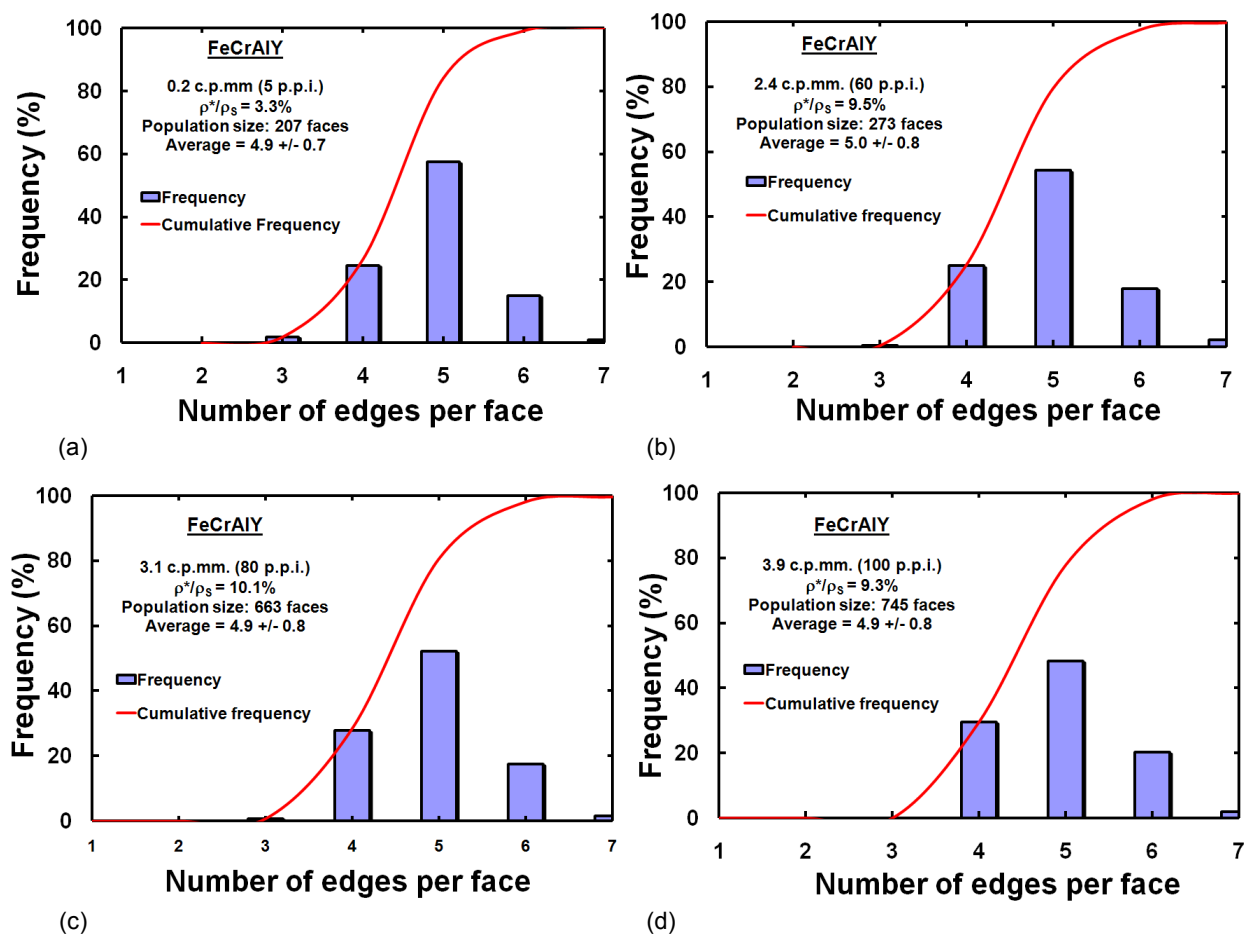 FeCrAlY
0.2 c.p.mm (5 p.p.i.)
ρ*/ρS = 3.3%
Population size: 207 faces
Average = 4.9 +/- 0.7
Frequency
Cumulative Frequency
Frequency (%)
100
80
60
40
20
0
1 2 3 4 5 6 7
Number of edges per face
(a)
FeCrAlY
2.4 c.p.mm. (60 p.p.i.)
ρ*/ρS = 9.5%
Population size: 273 faces
Average = 5.0 +/- 0.8
Frequency
Cumulative frequency
Frequency (%)
100
80
60
40
20
0
1 2 3 4 5 6 7
Number of edges per face
(b)
FeCrAlY
3.1 c.p.mm. (80 p.p.i.)
ρ*/ρS = 10.1%
Population size: 663 faces
Average = 4.9 +/- 0.8
Frequency
Cumulative frequency
Frequency (%)
100
80
60
40
20
0
1 2 3 4 5 6 7
Number of edges per face
(c)
FeCrAlY
3.9 c.p.mm. (100 p.p.i.)
ρ*/ρS = 9.3%
Population size: 745 faces
Average = 4.9 +/- 0.8
Frequency
Cumulative frequency
Frequency (%)
100
80
60
40
20
0
1 2 3 4 5 6 7
Number of edges per face
(d)